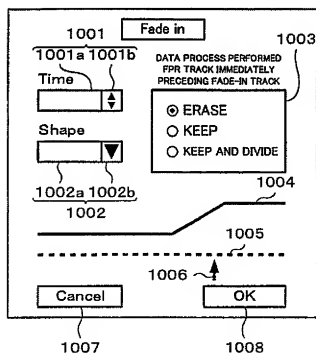 Fade in
1001
1001a 1001b
Time
DATA PROCESS PERFORMED
FPR TRACK IMMEDIATELY
PRECEDING FADE-IN TRACK
1003
ERASE
KEEP
KEEP AND DIVIDE
Shape
1002a 1002b
1002
1004
1005
1006
Cancel
OK
1007
1008